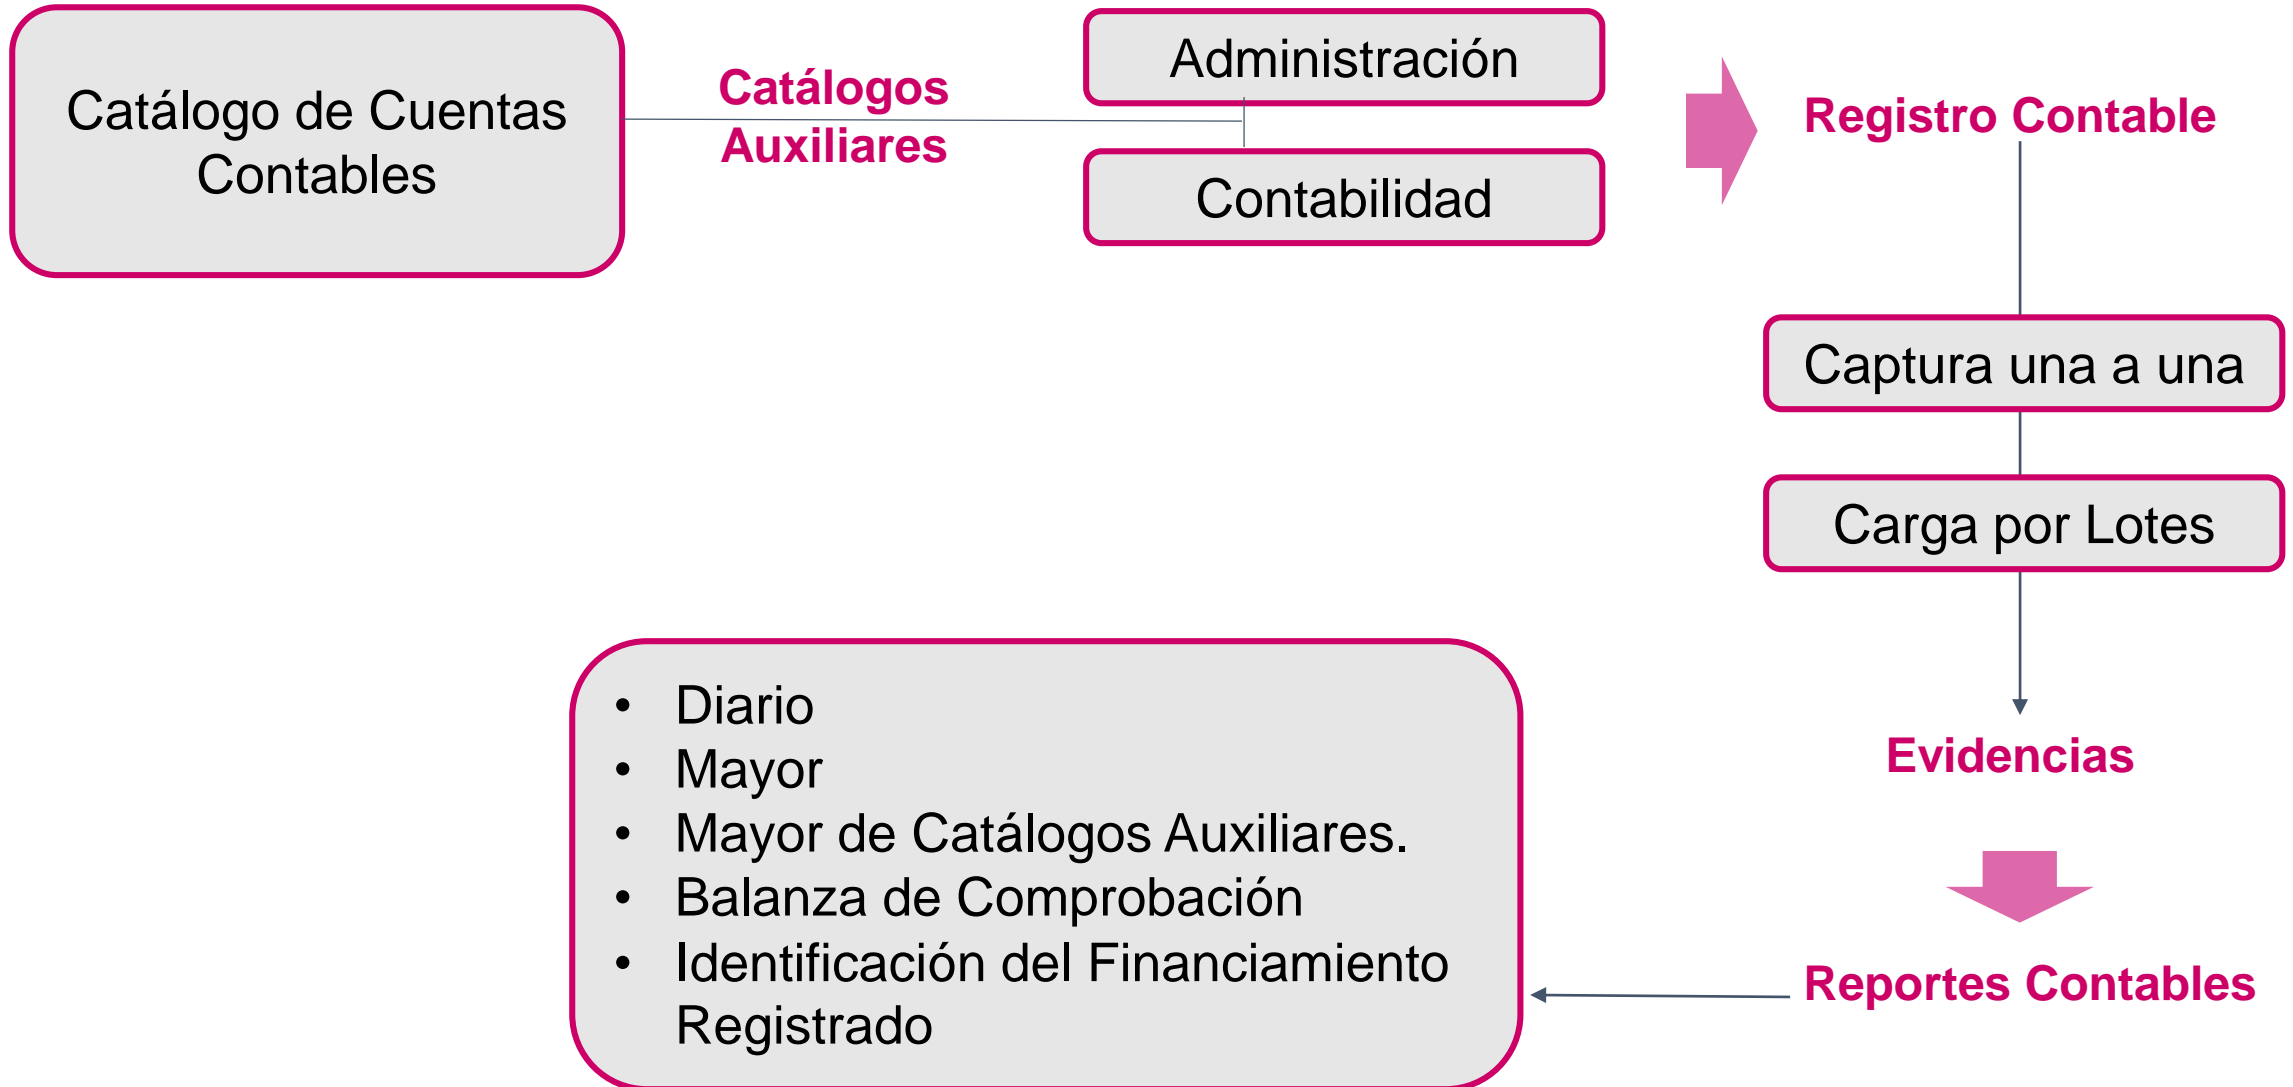 Catálogo de Cuentas
Contables
Catálogos
Auxiliares
Administración
Contabilidad
Registro Contable
Captura una a una
Carga por Lotes
Evidencias
Reportes Contables
• Diario
• Mayor
• Mayor de Catálogos Auxiliares.
• Balanza de Comprobación
• Identificación del Financiamiento
Registrado